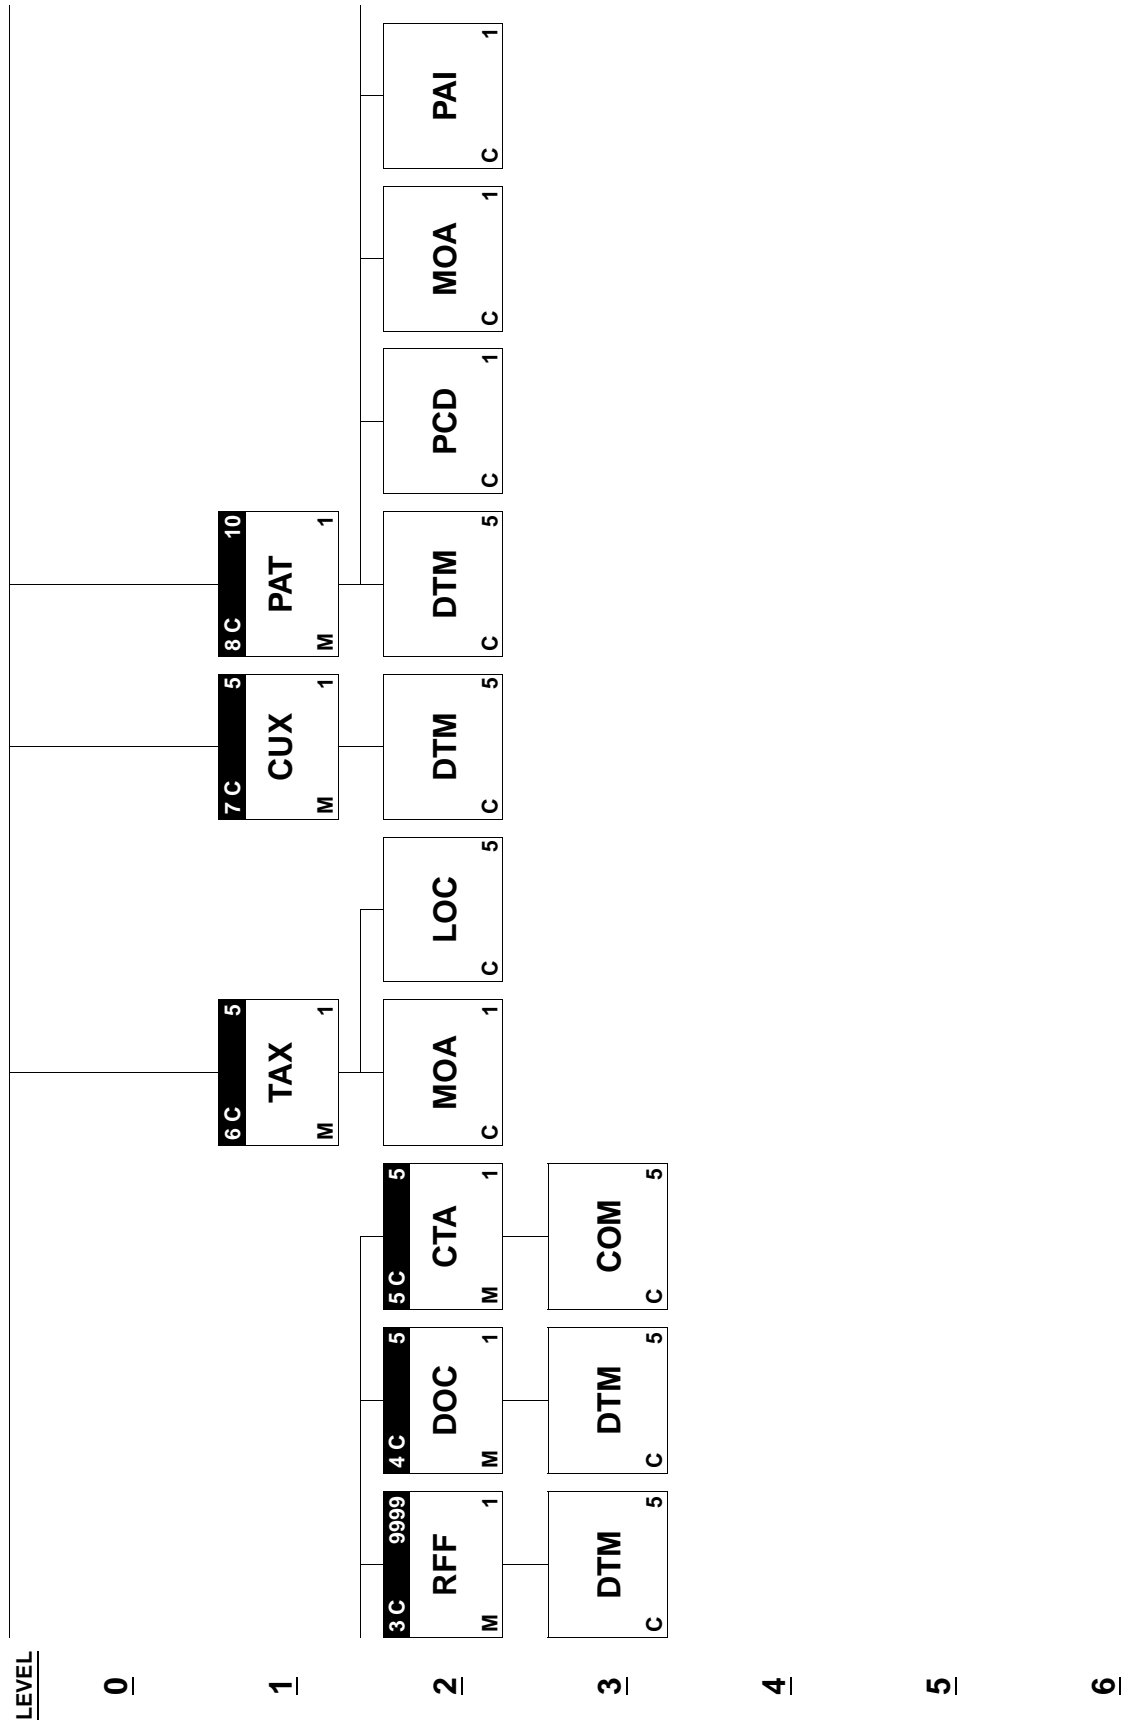 LEVEL
0
6 C 5 7 C 5 8 C 10
1 TAX CUX PAT
M 1 M 1 M 1
3 C 9999 4 C 5 5 C 5
2 RFF DOC CTA MOA LOC DTM DTM PCD MOA PAI
M 1 M 1 M 1 C 1 C 5 C 5 C 5 C 1 C 1 C 1
3 DTM DTM COM
C 5 C 5 C 5
4
5
6